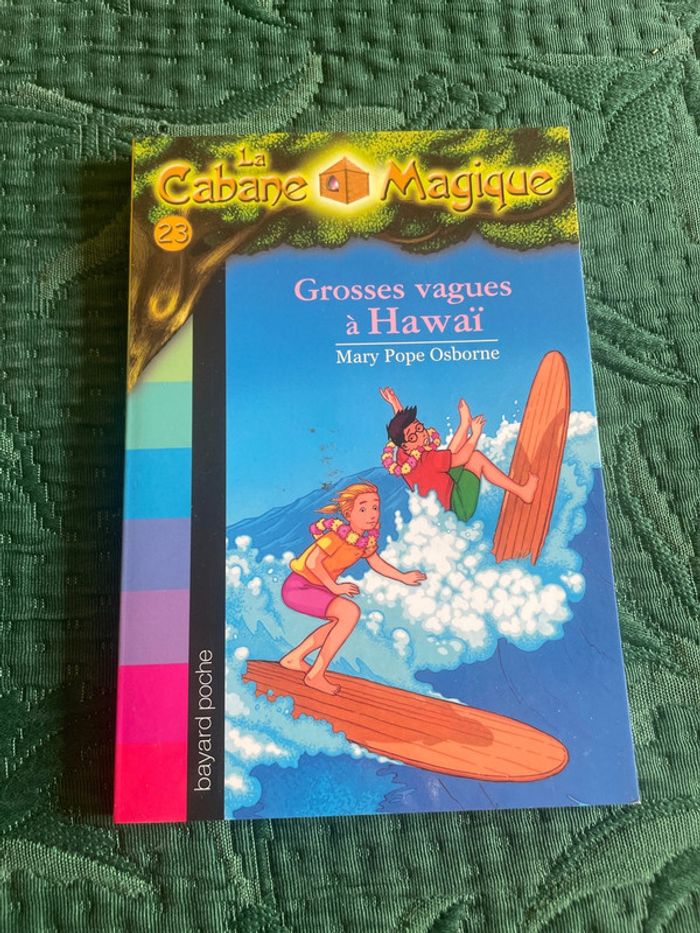 La
Cabane Magique
23
Grosses vagues
à Hawaï
Mary Pope Osborne
bayard poche